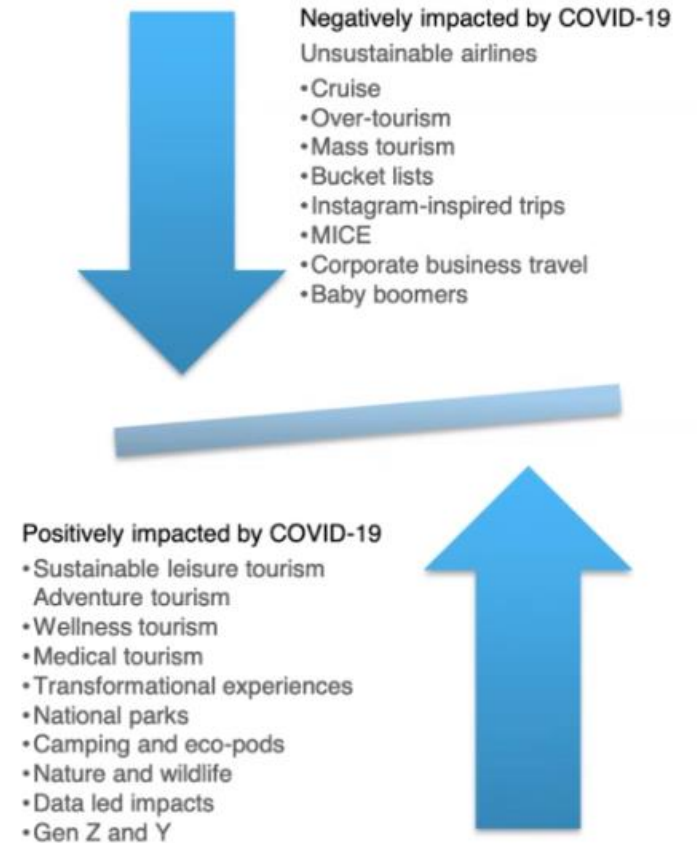 Negatively impacted by COVID-19
Unsustainable airlines
•Cruise
•Over-tourism
•Mass tourism
•Bucket lists
•Instagram-inspired trips
•MICE
•Corporate business travel
•Baby boomers
Positively impacted by COVID-19
•Sustainable leisure tourism
Adventure tourism
•Wellness tourism
•Medical tourism
•Transformational experiences
•National parks
•Camping and eco-pods
•Nature and wildlife
•Data led impacts
•Gen Z and Y